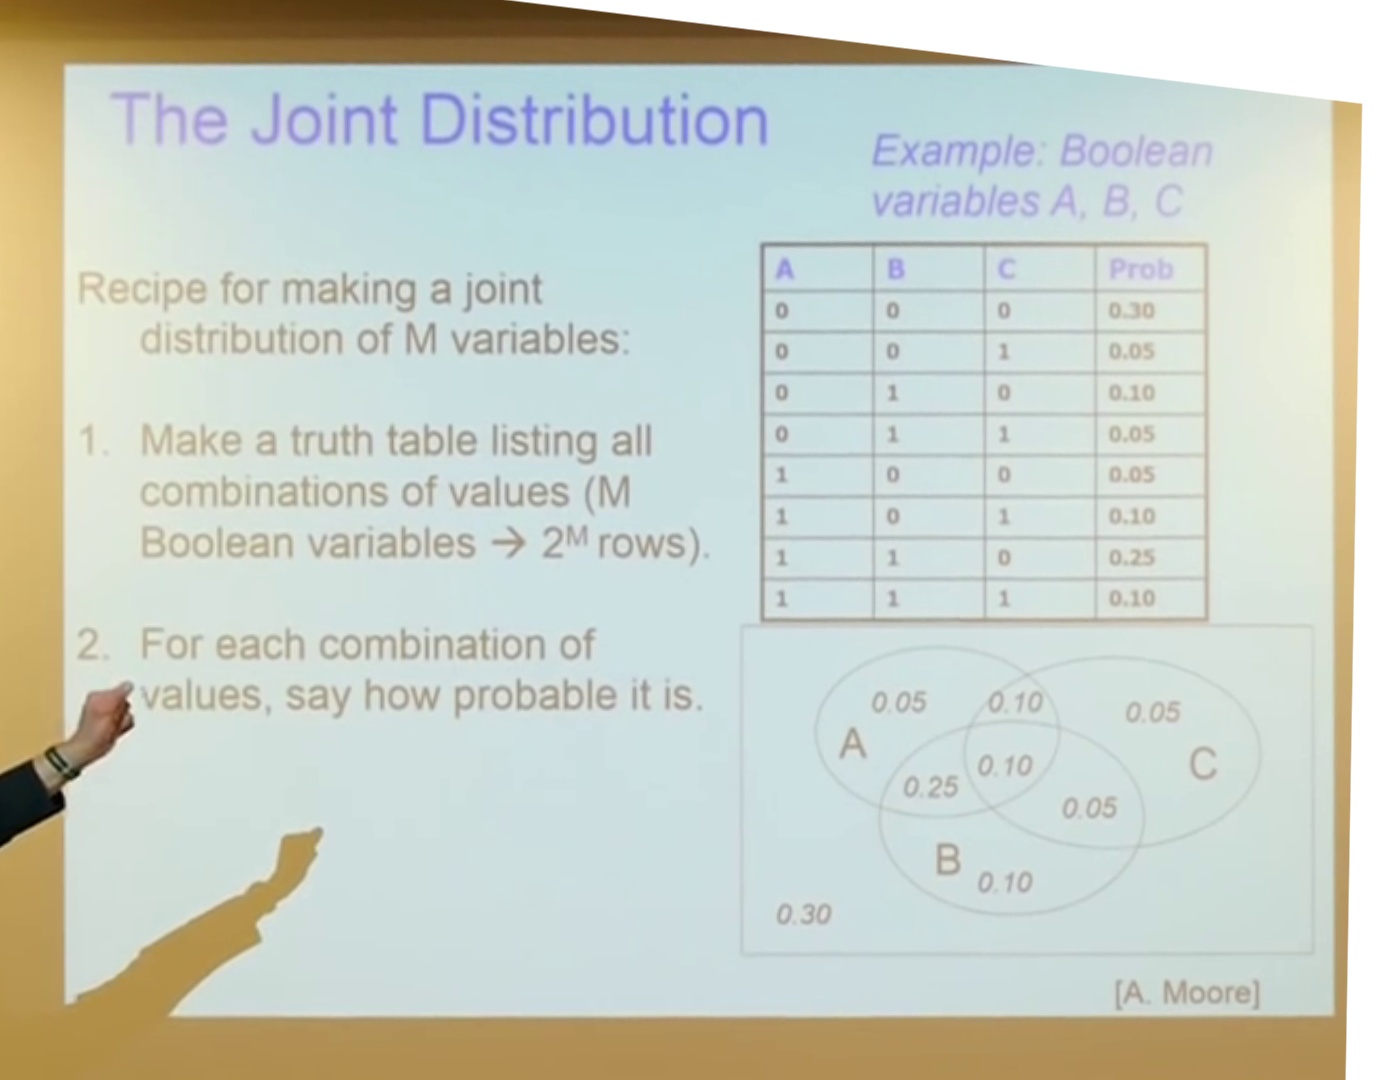 The Joint Distribution
Example: Boolean
variables A, B, C
Recipe for making a joint
distribution of M variables:
1. Make a truth table listing all
combinations of values (M
Boolean variables → 2ᴹ rows).
2. For each combination of
values, say how probable it is.
A B C Prob
0 0 0 0.30
0 0 1 0.05
0 1 0 0.10
0 1 1 0.05
1 0 0 0.05
1 0 1 0.10
1 1 0 0.25
1 1 1 0.10
0.05 0.10 0.05
A C
0.25 0.10 0.05
B 0.10
0.30
[A. Moore]